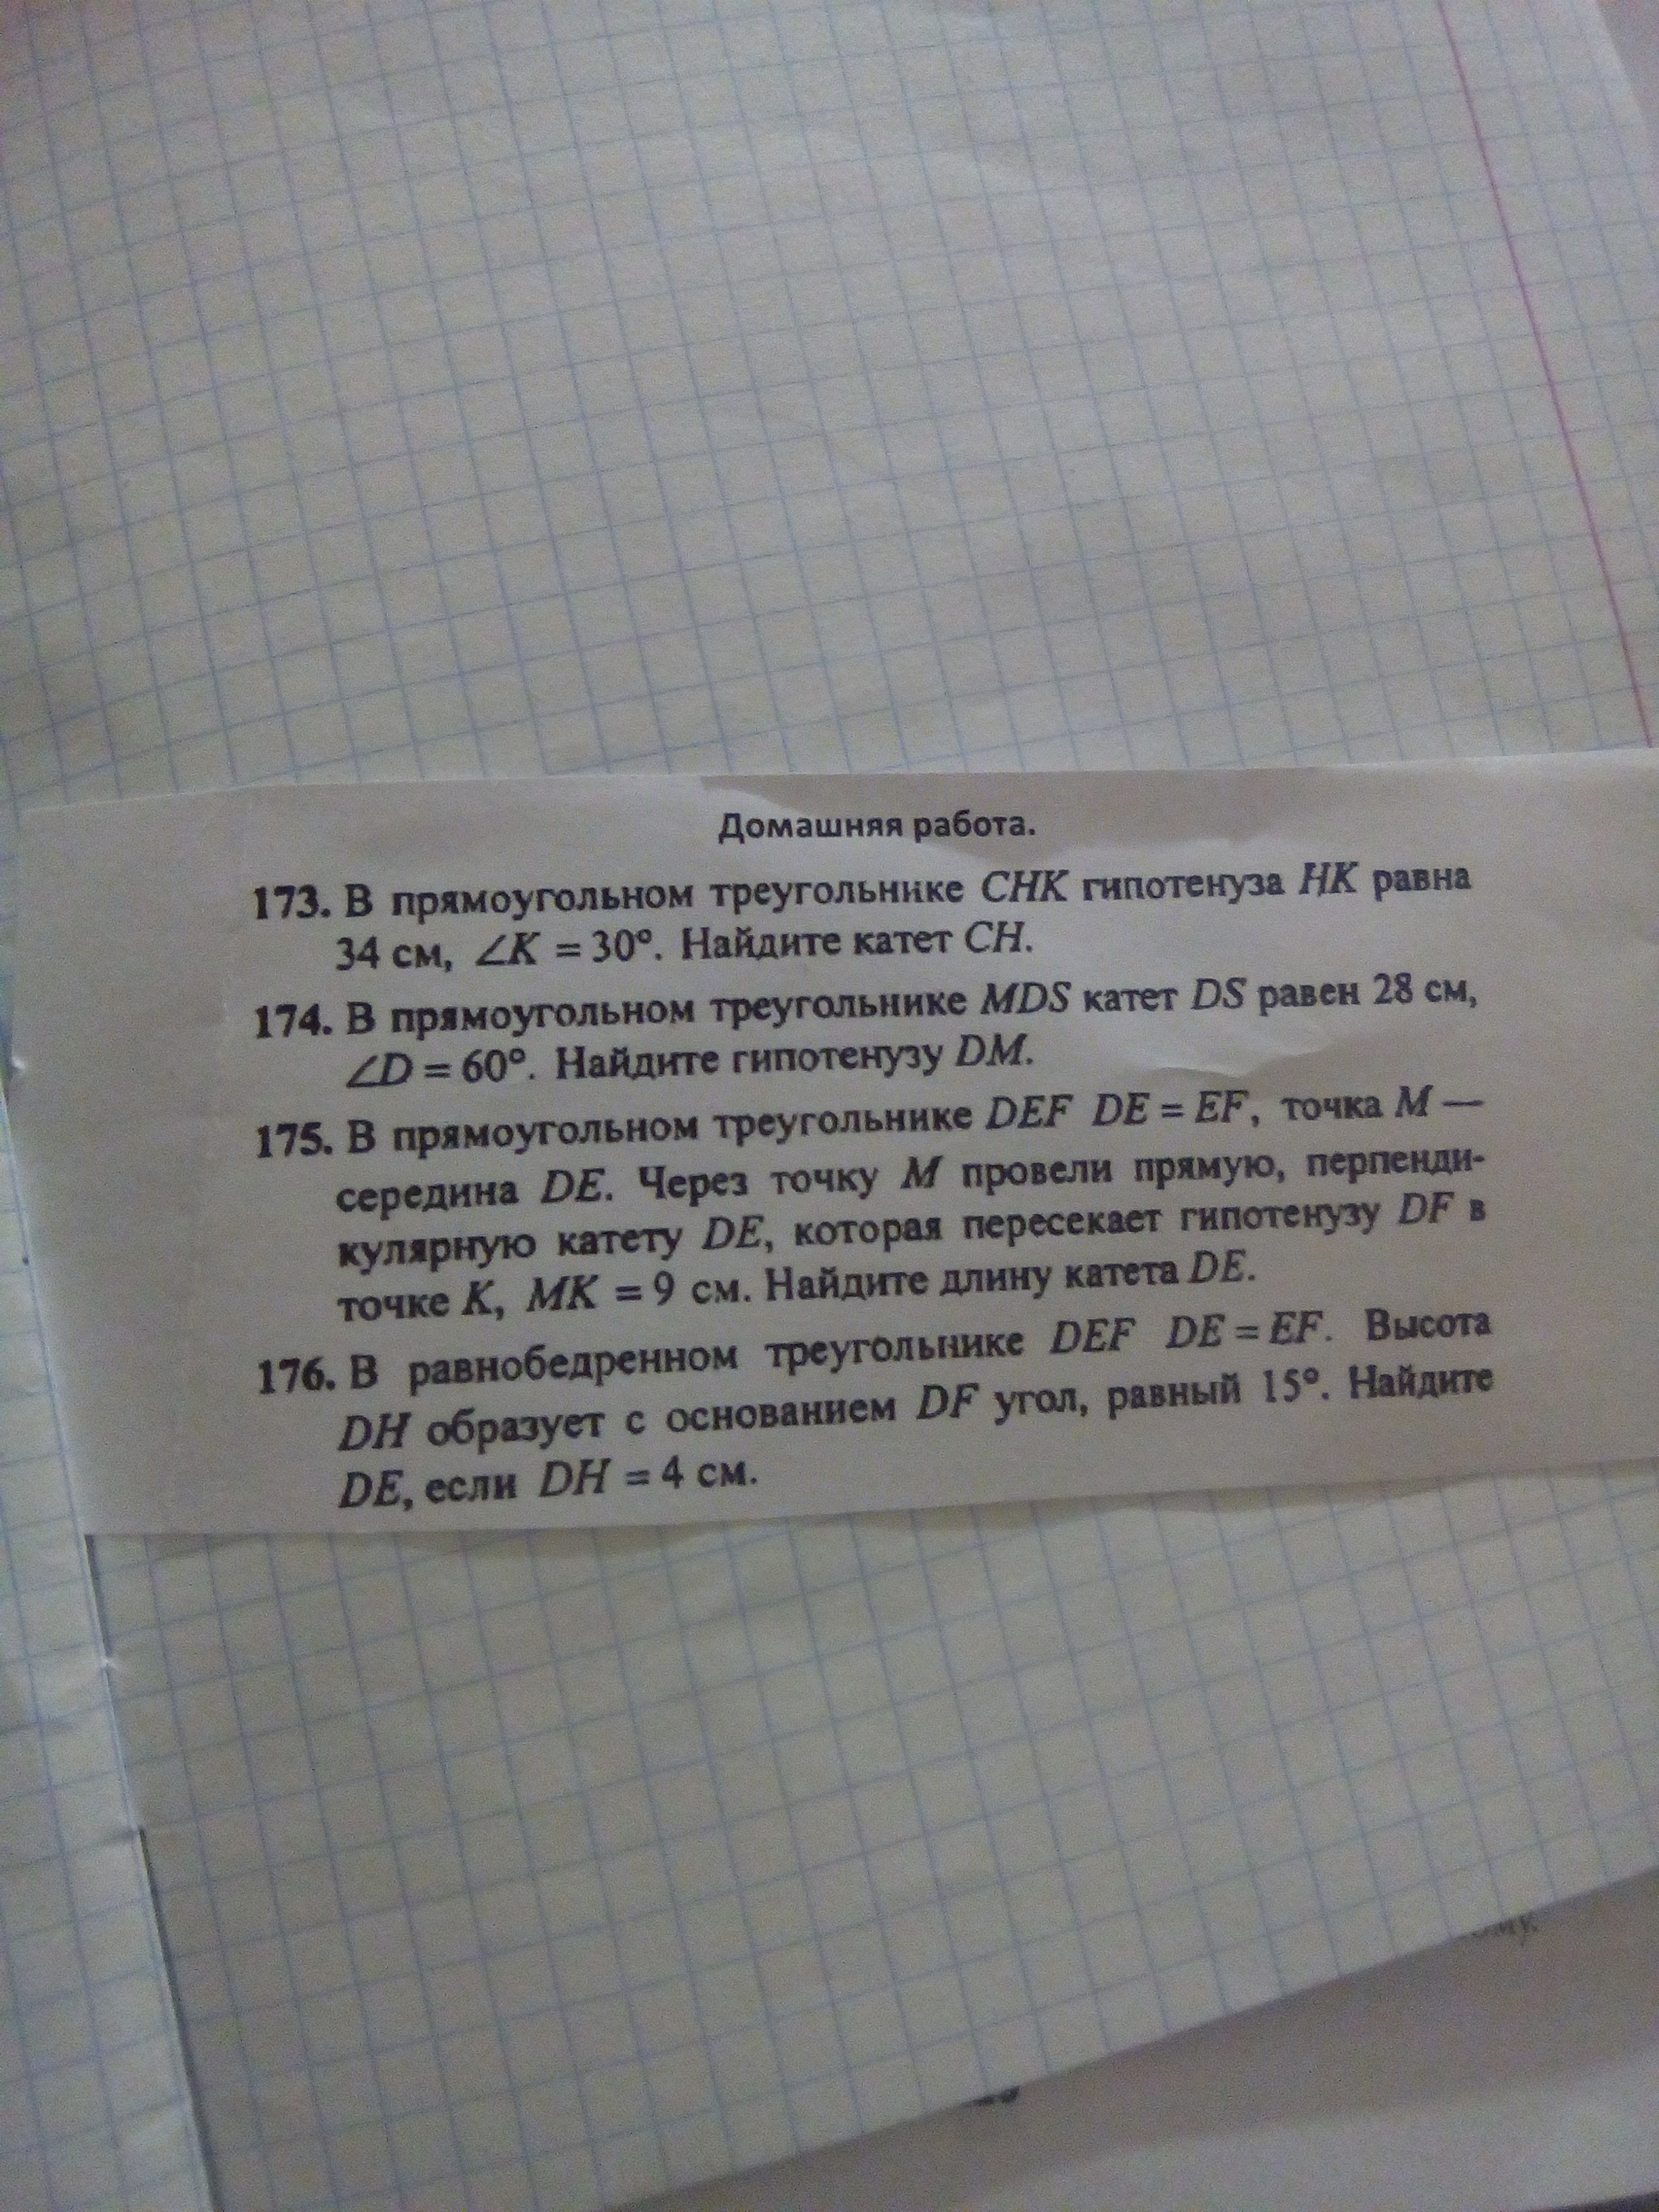 Домашняя работа.
173. В прямоугольном треугольнике CHK гипотенуза HK равна
34 см, ∠K = 30°. Найдите катет CH.
174. В прямоугольном треугольнике MDS катет DS равен 28 см,
∠D = 60°. Найдите гипотенузу DM.
175. В прямоугольном треугольнике DEF DE = EF, точка M —
середина DE. Через точку M провели прямую, перпенди-
кулярную катету DE, которая пересекает гипотенузу DF в
точке K, MK = 9 см. Найдите длину катета DE.
176. В равнобедренном треугольнике DEF DE = EF. Высота
DH образует с основанием DF угол, равный 15°. Найдите
DE, если DH = 4 см.